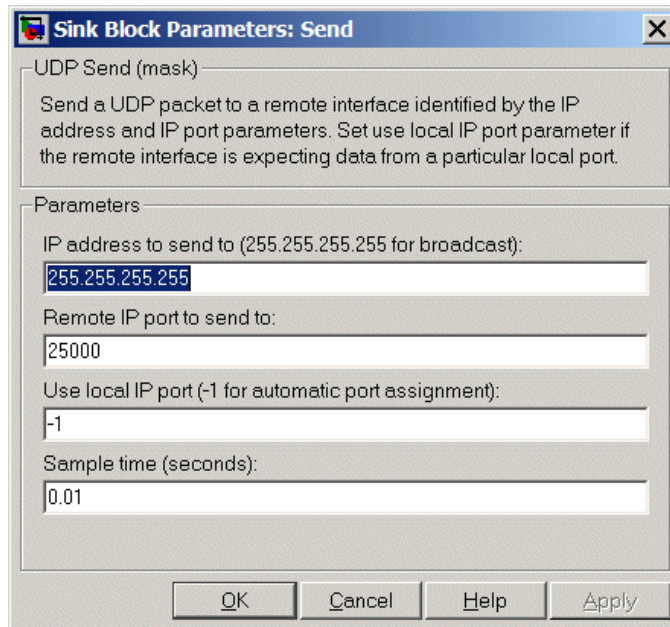 Sink Block Parameters: Send
UDP Send (mask)
Send a UDP packet to a remote interface identified by the IP
address and IP port parameters. Set use local IP port parameter if
the remote interface is expecting data from a particular local port.
Parameters
IP address to send to (255.255.255.255 for broadcast):
255.255.255.255
Remote IP port to send to:
25000
Use local IP port (-1 for automatic port assignment):
-1
Sample time (seconds):
0.01
OK Cancel Help Apply